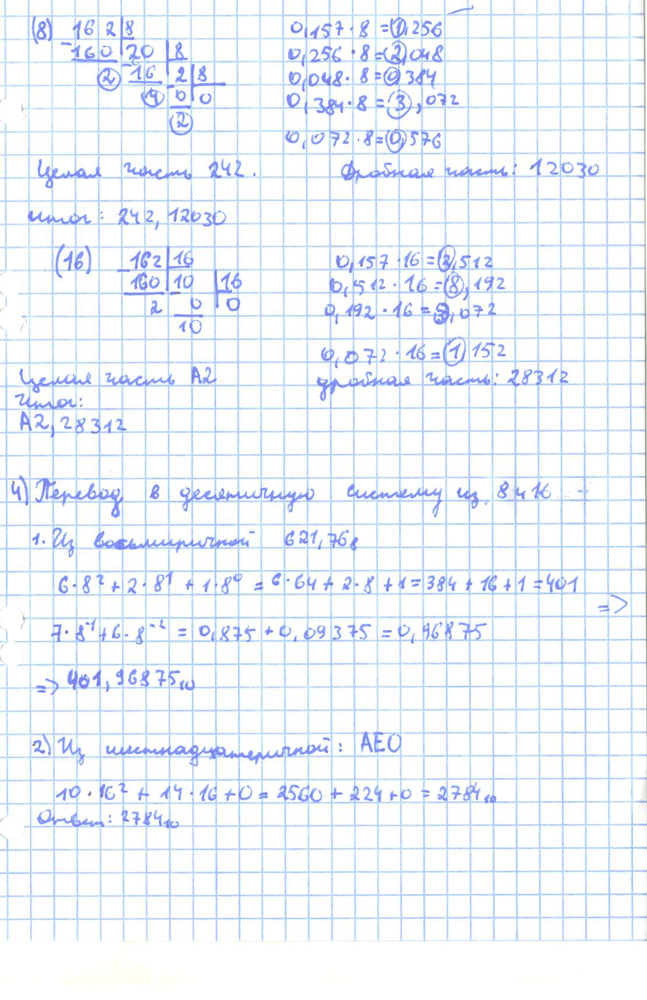 (8) 16 2 | 8
- 160 | 20 | 8
2 - 16 | 2 | 8
4 - 0 | 0
2
0,157 · 8 = 1,256
0,256 · 8 = 2,048
0,048 · 8 = 0,384
0,384 · 8 = 3,072
0,072 · 8 = 0,576
Целая часть 242.
Дробная часть: 12030
итог: 242,12030
(16) - 162 | 16
160 | 10 | 16
2 0 | 0
10
0,157 · 16 = 2,512
0,512 · 16 = 8,192
0,192 · 16 = 3,072
0,072 · 16 = 1,152
Целая часть A2
дробная часть: 28312
Итог:
A2,28312
4) Перевод в десятичную систему из 8 и 16
1. Из восьмиричной 621,76₈
6·8² + 2·8¹ + 1·8⁰ = 6·64 + 2·8 + 1 = 384 + 16 + 1 = 401
=>
7·8⁻¹ + 6·8⁻² = 0,875 + 0,09375 = 0,96875
=> 401,96875₁₀
2) Из шестнадцатеричной: AE0
10·16² + 14·16 + 0 = 2560 + 224 + 0 = 2784₁₀
Ответ: 2784₁₀